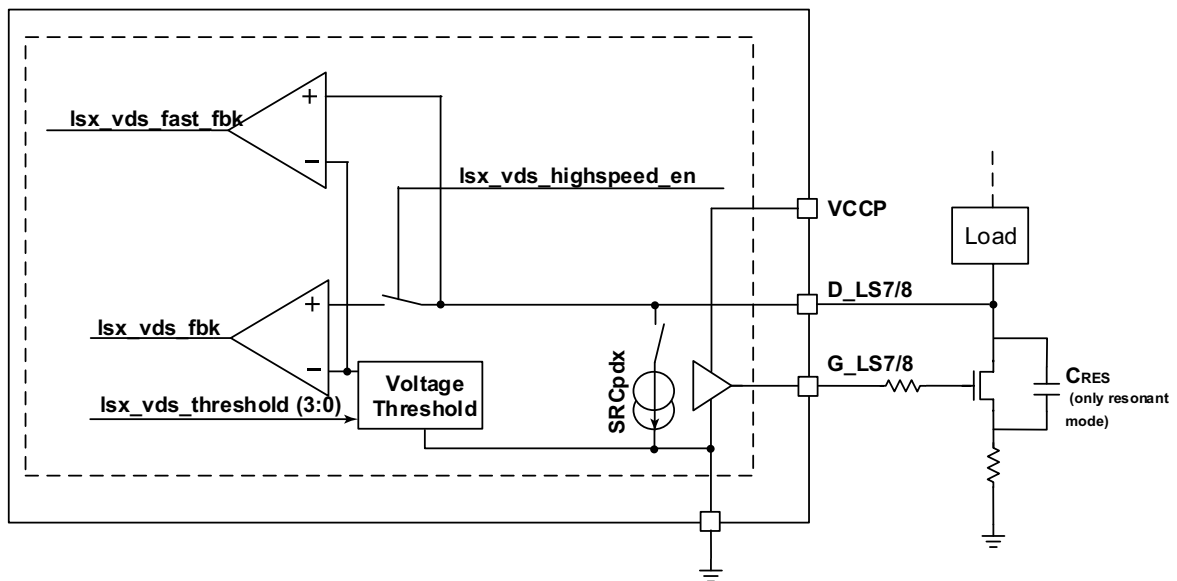 lsx_vds_fast_fbk
+
−
lsx_vds_highspeed_en
VCCP
Load
D_LS7/8
+
lsx_vds_fbk
−
Voltage
Threshold
lsx_vds_threshold (3:0)
SRCpdx
G_LS7/8
CRES
(only resonant
mode)